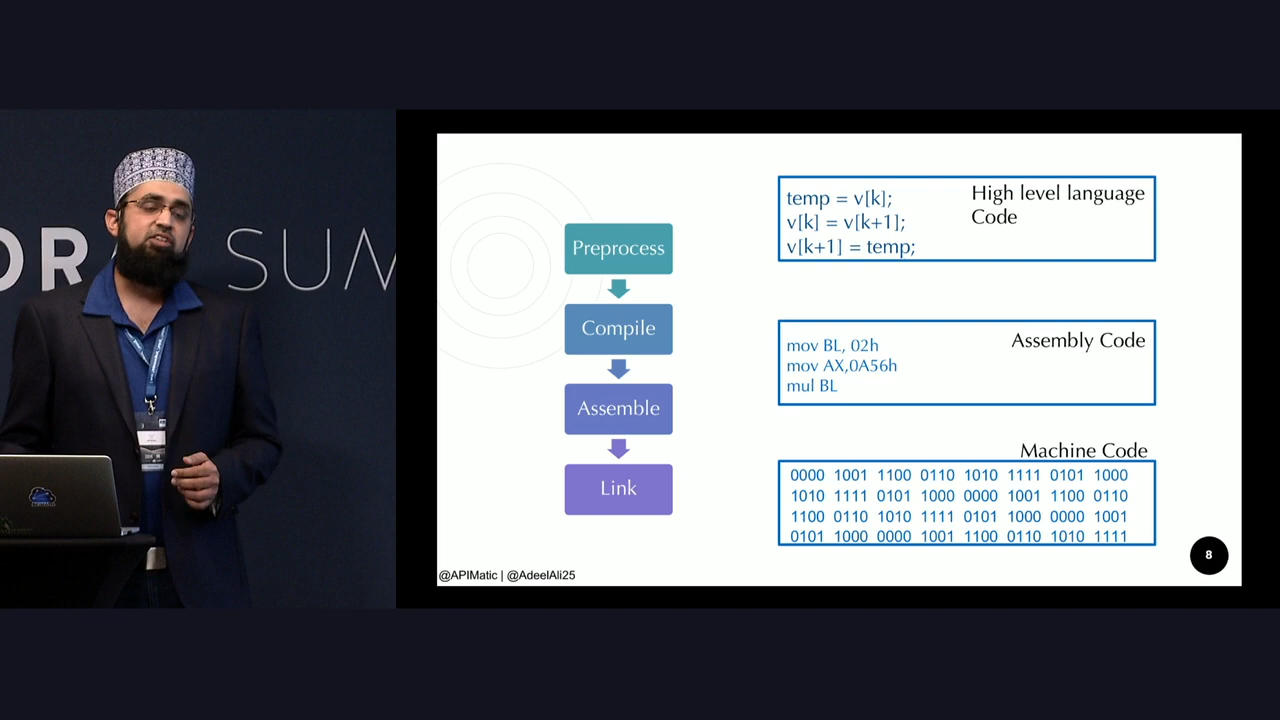 OR SUM
Preprocess
Compile
Assemble
Link
temp = v[k];
v[k] = v[k+1];
v[k+1] = temp;
High level language
Code
mov BL, 02h
mov AX,0A56h
mul BL
Assembly Code
Machine Code
0000 1001 1100 0110 1010 1111 0101 1000
1010 1111 0101 1000 0000 1001 1100 0110
1100 0110 1010 1111 0101 1000 0000 1001
0101 1000 0000 1001 1100 0110 1010 1111
8
@APIMatic | @AdeelAli25